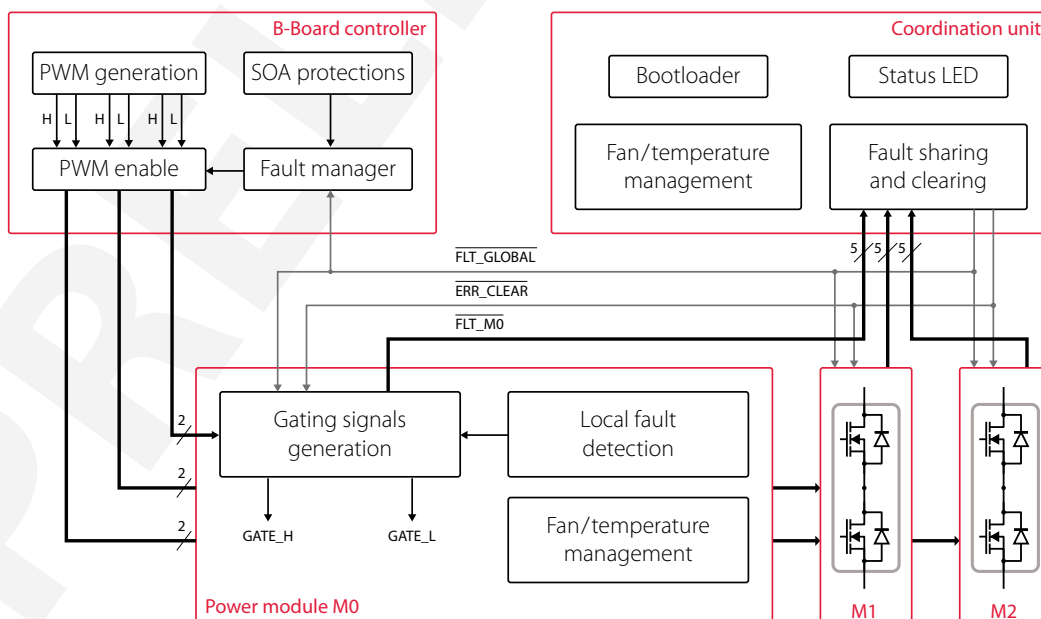 B-Board controller
PWM generation
SOA protections
H L H L H L
PWM enable
Fault manager
Coordination unit
Bootloader
Status LED
Fan/temperature
management
Fault sharing
and clearing
5 5 5
FLT_GLOBAL
ERR_CLEAR
FLT_M0
2
2
2
Gating signals
generation
Local fault
detection
GATE_H
GATE_L
Fan/temperature
management
Power module M0
M1
M2
PREL